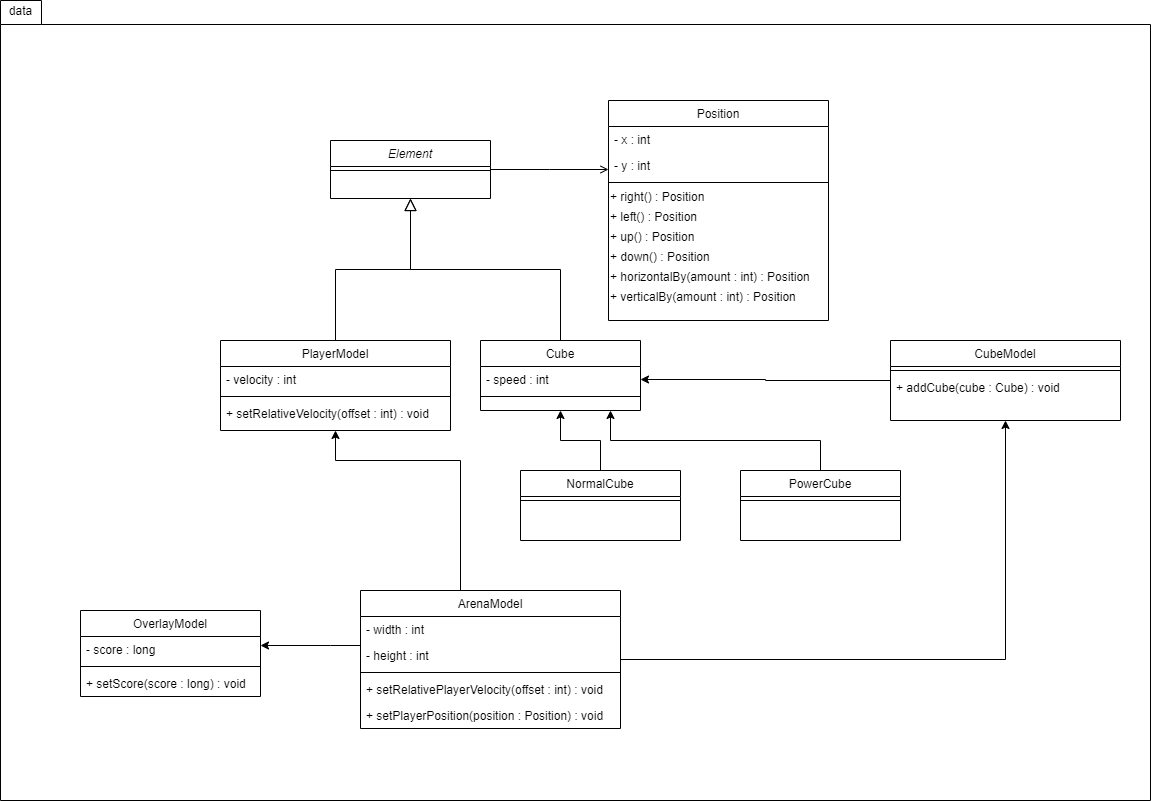 data
Position
- x : int
- y : int
+ right() : Position
+ left() : Position
+ up() : Position
+ down() : Position
+ horizontalBy(amount : int) : Position
+ verticalBy(amount : int) : Position
Element
PlayerModel
- velocity : int
+ setRelativeVelocity(offset : int) : void
Cube
- speed : int
CubeModel
+ addCube(cube : Cube) : void
NormalCube
PowerCube
OverlayModel
- score : long
+ setScore(score : long) : void
ArenaModel
- width : int
- height : int
+ setRelativePlayerVelocity(offset : int) : void
+ setPlayerPosition(position : Position) : void